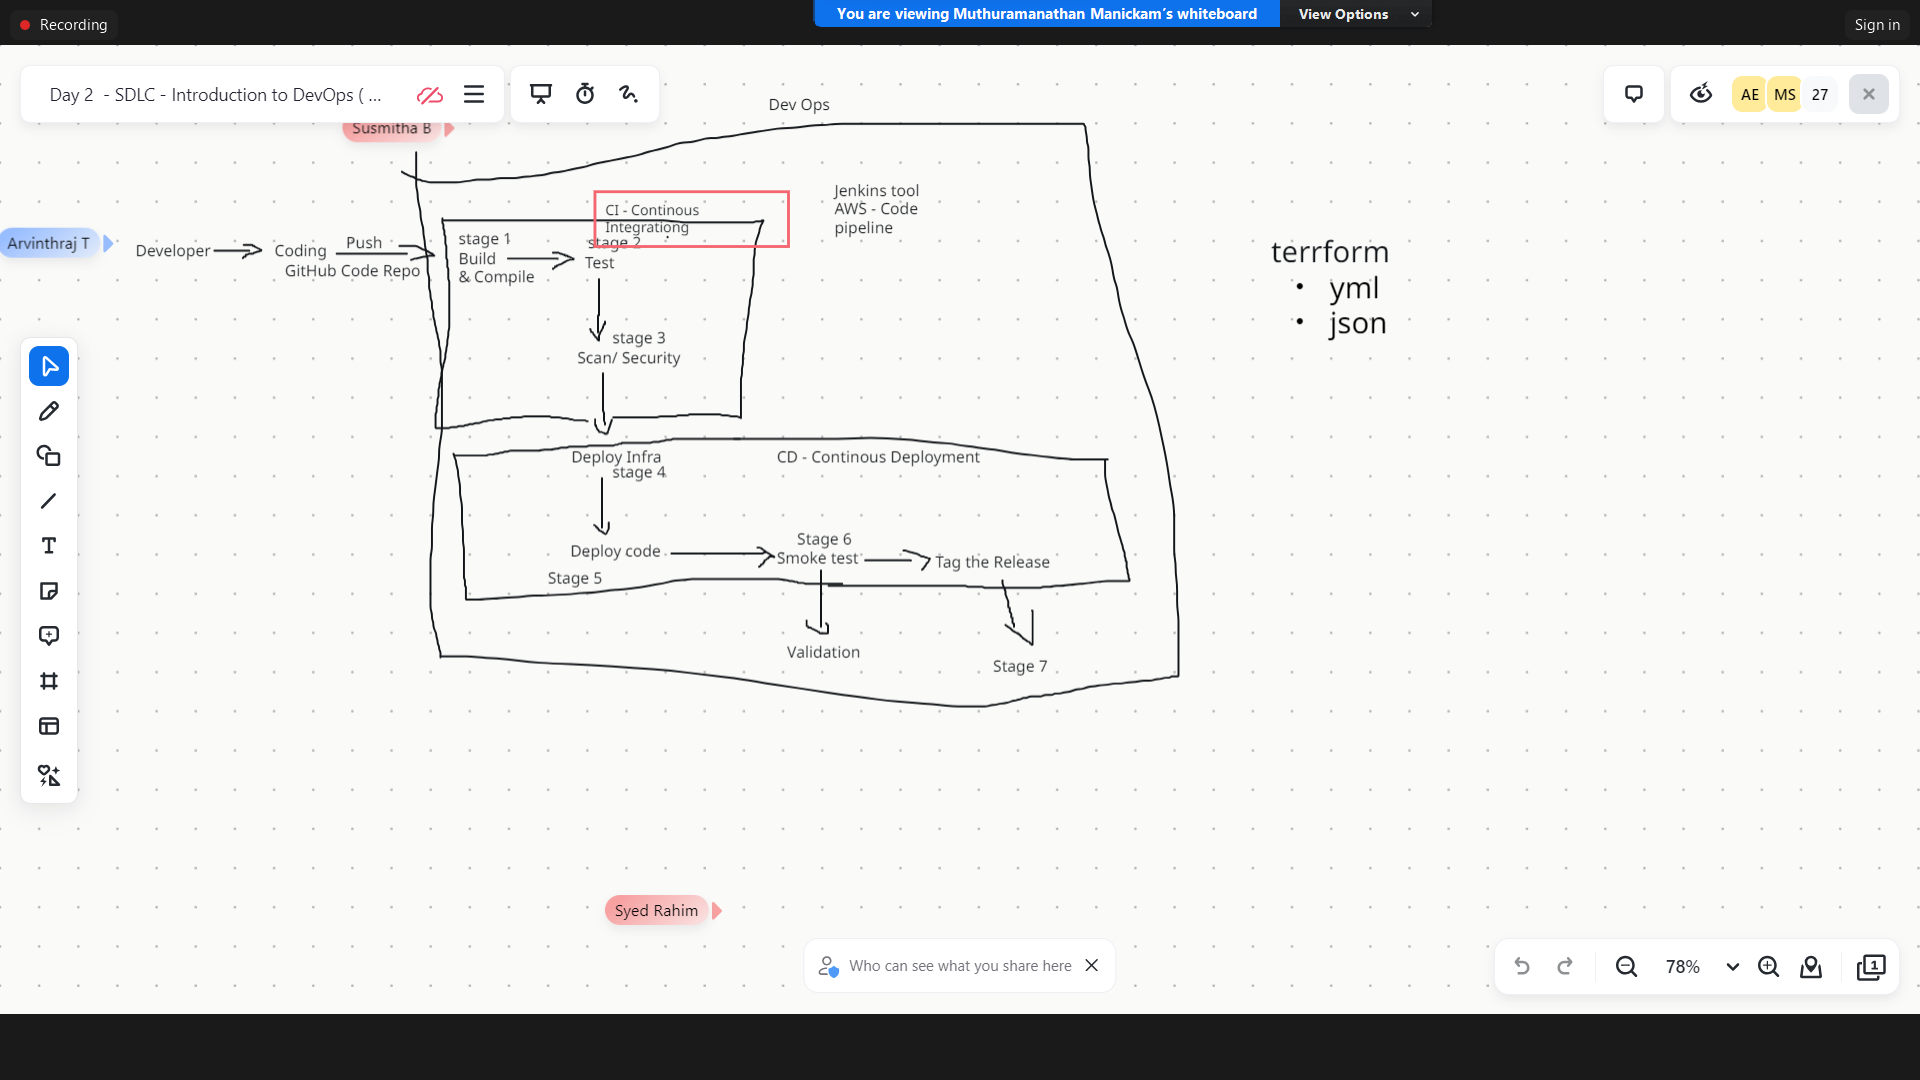 Recording
You are viewing Muthuramanathan Manickam's whiteboard
View Options
Sign in
Day 2 - SDLC - Introduction to DevOps ( ...
AE
MS
27
Susmitha B
Dev Ops
Jenkins tool
AWS - Code
pipeline
CI - Continous
Integrationg
Arvinthraj T
Developer
Coding
Push
GitHub Code Repo
stage 1
Build
& Compile
stage 2
Test
stage 3
Scan/ Security
terrform
• yml
• json
Deploy Infra
stage 4
CD - Continous Deployment
Deploy code
Stage 5
Stage 6
Smoke test
Tag the Release
Validation
Stage 7
Syed Rahim
Who can see what you share here
78%
1